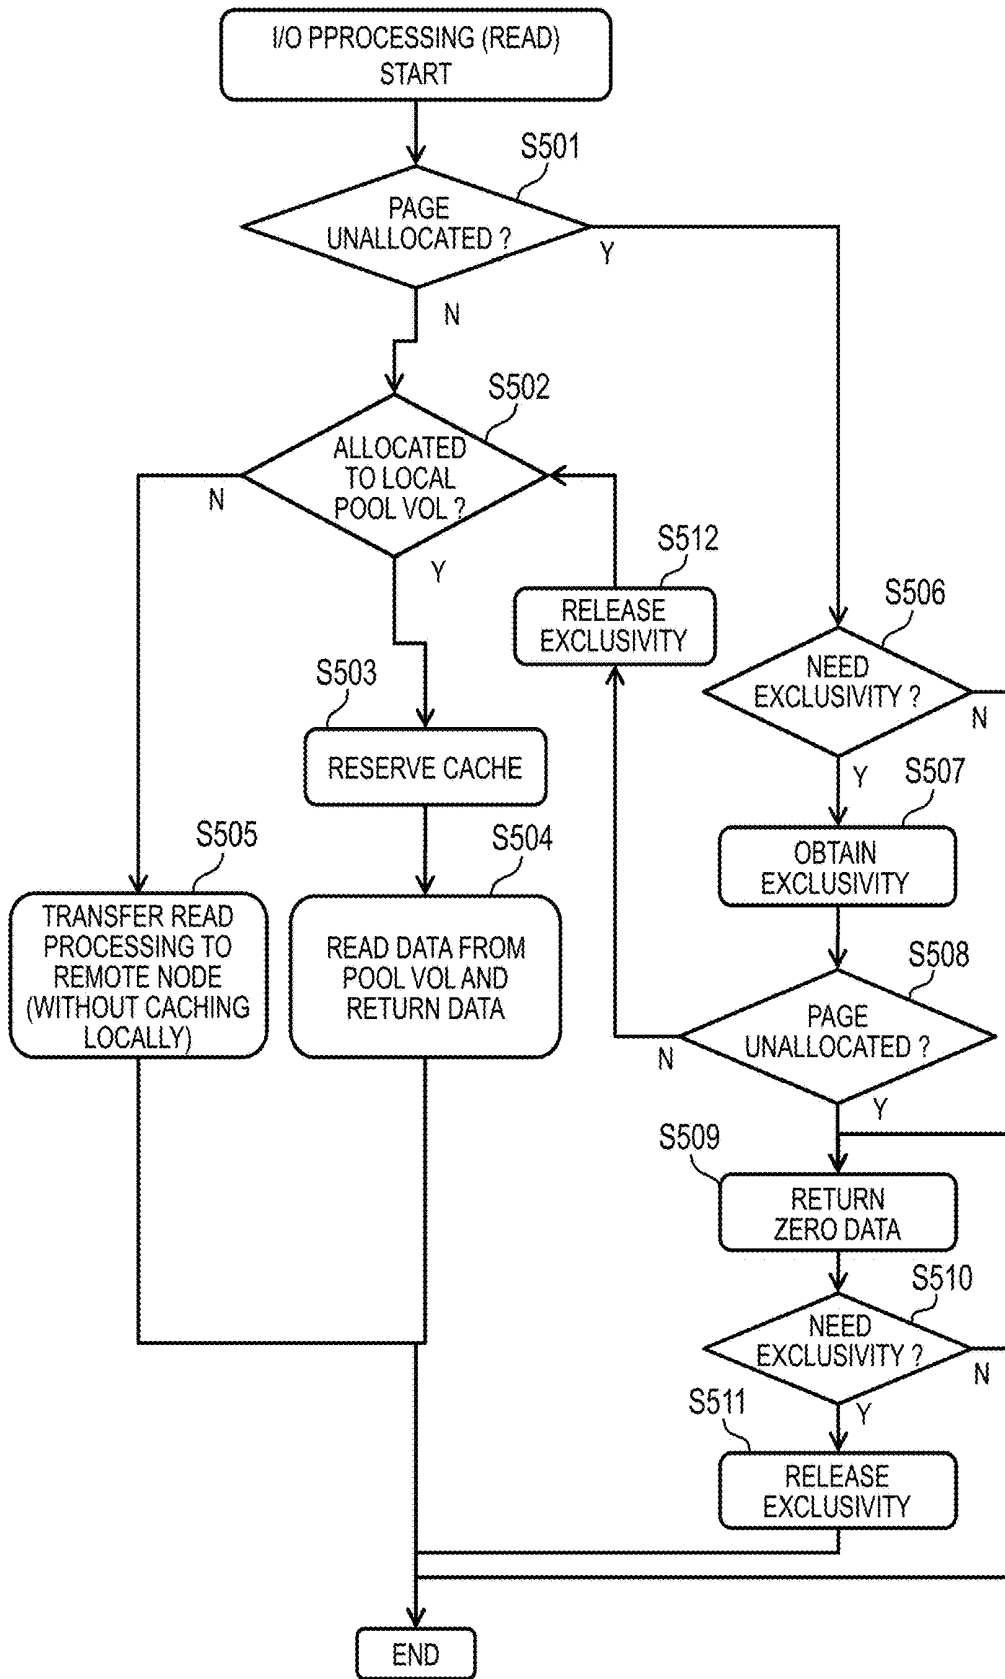 I/O PPROCESSING (READ)
START
S501
PAGE
UNALLOCATED ?
Y
N
S502
ALLOCATED
TO LOCAL
POOL VOL ?
N
Y
S512
RELEASE
EXCLUSIVITY
S506
NEED
EXCLUSIVITY ?
N
Y
S503
RESERVE CACHE
S507
OBTAIN
EXCLUSIVITY
S505
TRANSFER READ
PROCESSING TO
REMOTE NODE
(WITHOUT CACHING
LOCALLY)
S504
READ DATA FROM
POOL VOL AND
RETURN DATA
S508
PAGE
UNALLOCATED ?
N
Y
S509
RETURN
ZERO DATA
S510
NEED
EXCLUSIVITY ?
N
Y
S511
RELEASE
EXCLUSIVITY
END